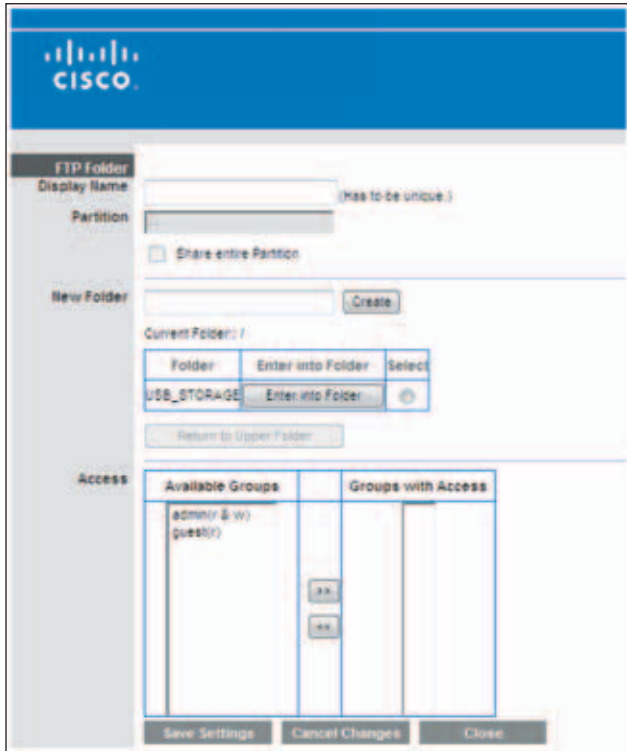 CISCO
FTP Folder
Display Name (Has to be unique.)
Partition
Share entire Partition
New Folder Create
Current Folder: /
Folder Enter into Folder Select
USB_STORAGE Enter into Folder
Return to Upper Folder
Access Available Groups Groups with Access
admin(r & w)
guest(r)
>>
<<
Save Settings Cancel Changes Close